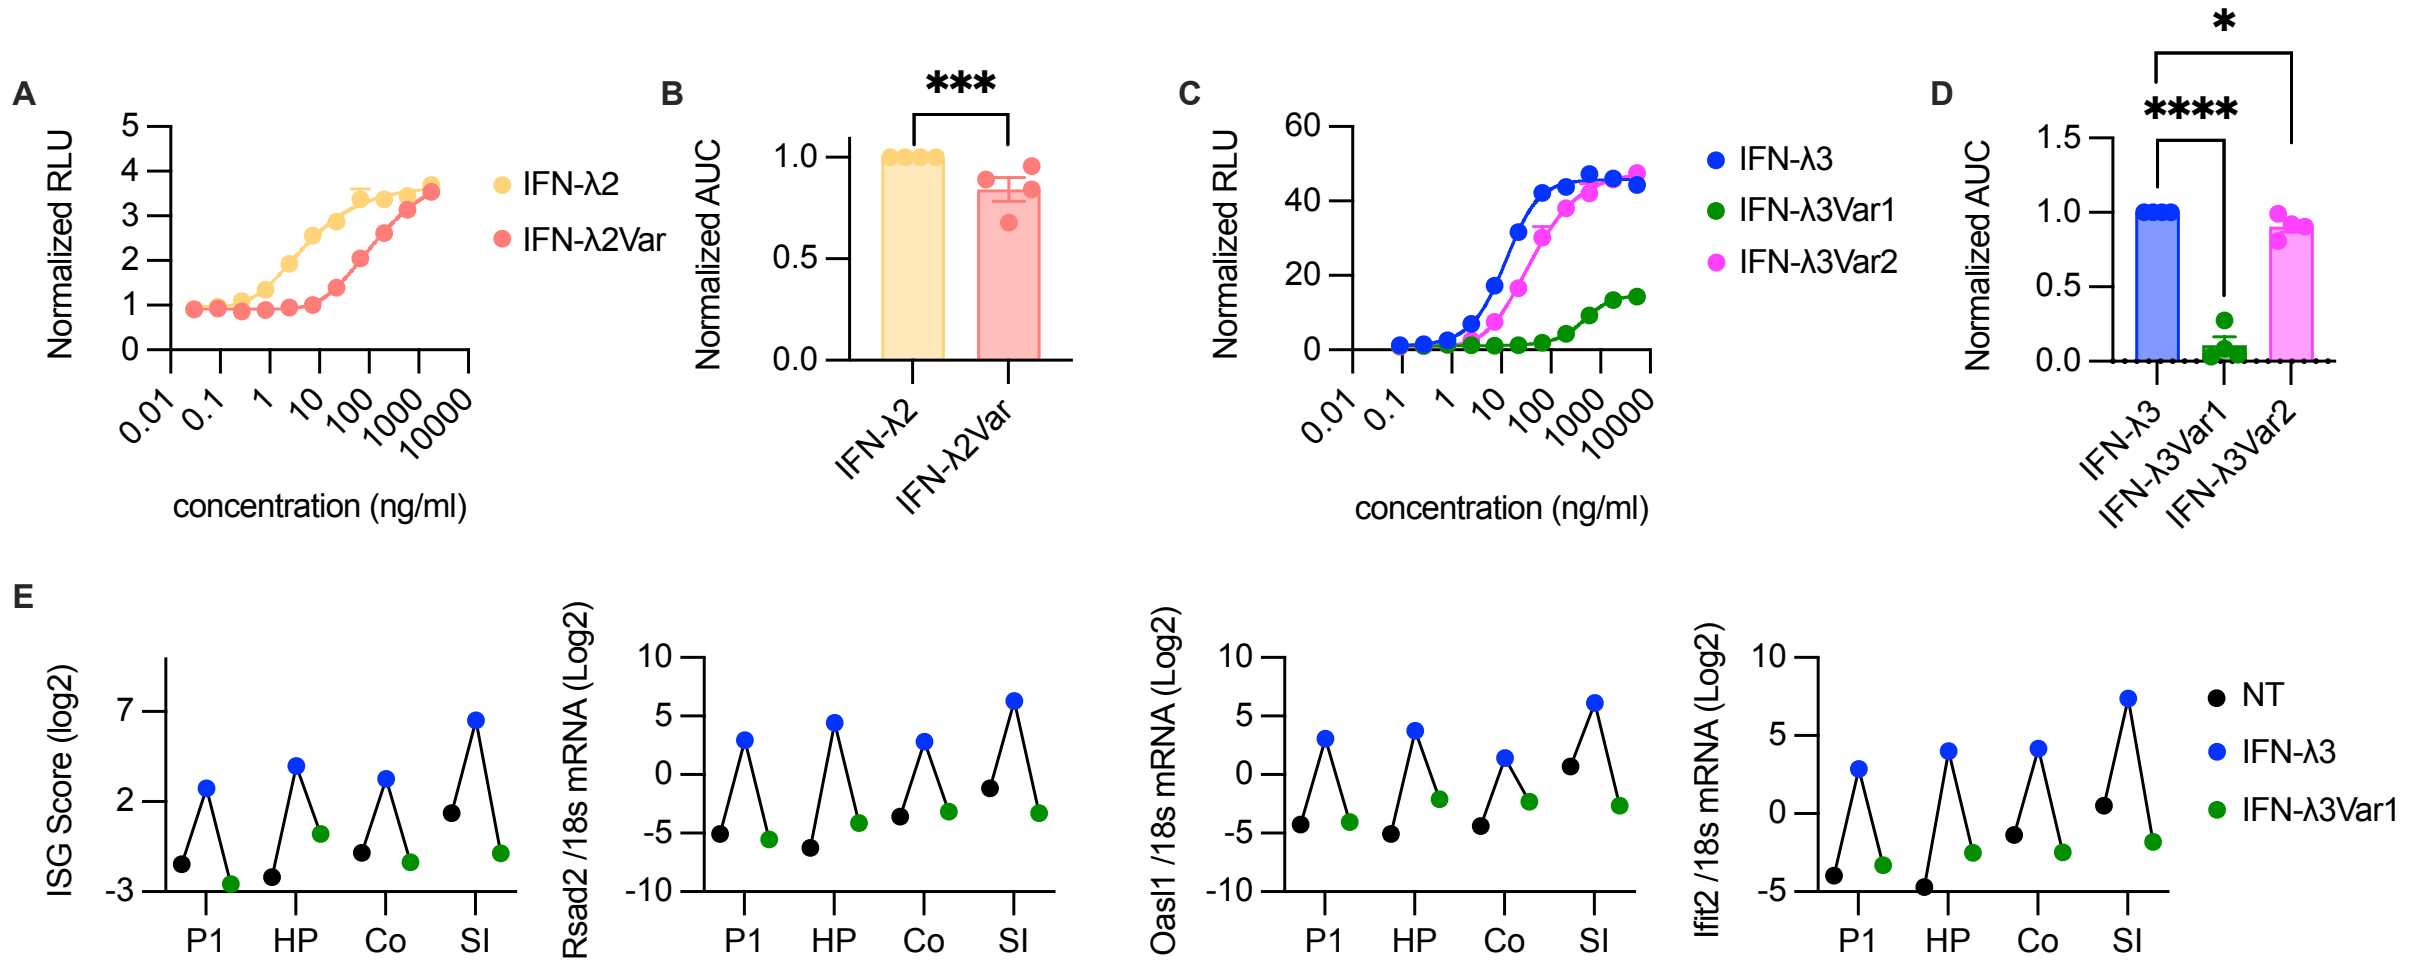 A
Normalized RLU
5
4
3
2
1
0
0.01
0.1
1
10
100
1000
10000
concentration (ng/ml)
IFN-λ2
IFN-λ2Var
B
***
Normalized AUC
1.0
0.5
0.0
IFN-λ2
IFN-λ2Var
C
Normalized RLU
60
40
20
0
0.01
0.1
1
10
100
1000
10000
concentration (ng/ml)
IFN-λ3
IFN-λ3Var1
IFN-λ3Var2
D
*
****
Normalized AUC
1.5
1.0
0.5
0.0
IFN-λ3
IFN-λ3Var1
IFN-λ3Var2
E
ISG Score (log2)
7
2
-3
P1
HP
Co
SI
Rsad2 /18s mRNA (Log2)
10
5
0
-5
-10
P1
HP
Co
SI
Oasl1 /18s mRNA (Log2)
10
5
0
-5
-10
P1
HP
Co
SI
Ifit2 /18s mRNA (Log2)
10
5
0
-5
P1
HP
Co
SI
NT
IFN-λ3
IFN-λ3Var1